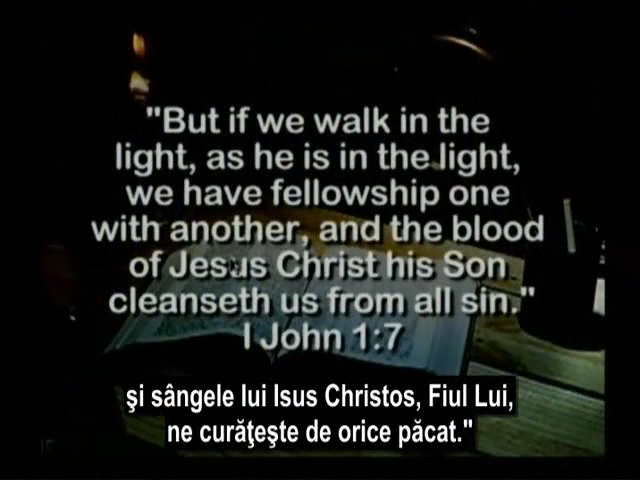 "But if we walk in the
light, as he is in the light,
we have fellowship one
with another, and the blood
of Jesus Christ his Son
cleanseth us from all sin."
I John 1:7
şi sângele lui Isus Christos, Fiul Lui,
ne curăţeşte de orice păcat."